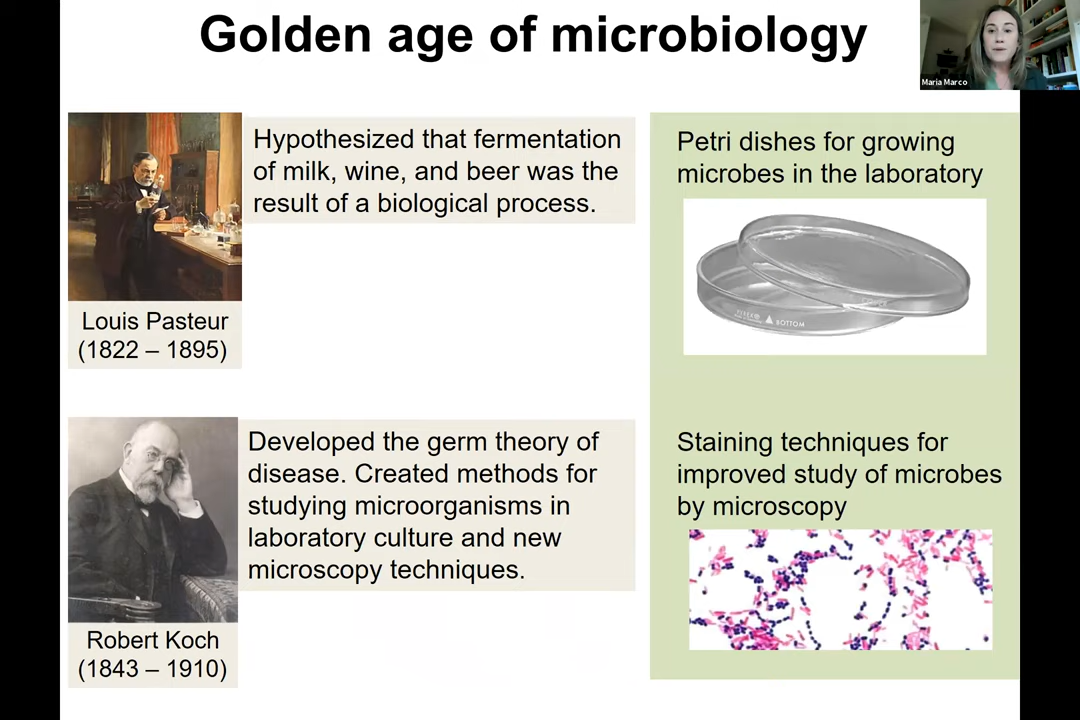 Golden age of microbiology
Maria Marco
Hypothesized that fermentation
of milk, wine, and beer was the
result of a biological process.
Louis Pasteur
(1822 – 1895)
Petri dishes for growing
microbes in the laboratory
BOTTOM
Developed the germ theory of
disease. Created methods for
studying microorganisms in
laboratory culture and new
microscopy techniques.
Robert Koch
(1843 – 1910)
Staining techniques for
improved study of microbes
by microscopy